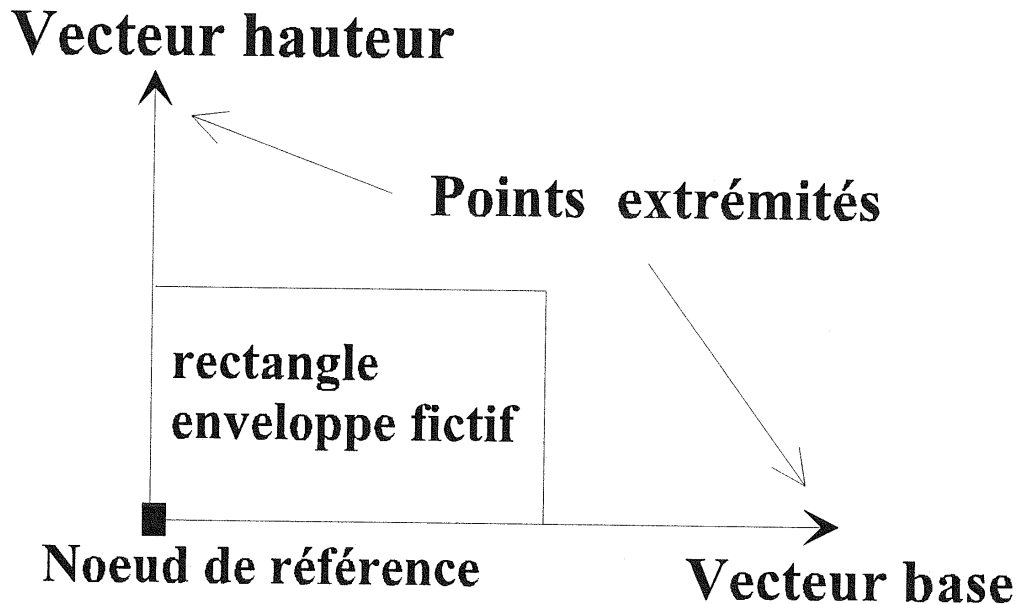 Vecteur hauteur
Points extrémités
rectangle
enveloppe fictif
Noeud de référence
Vecteur base